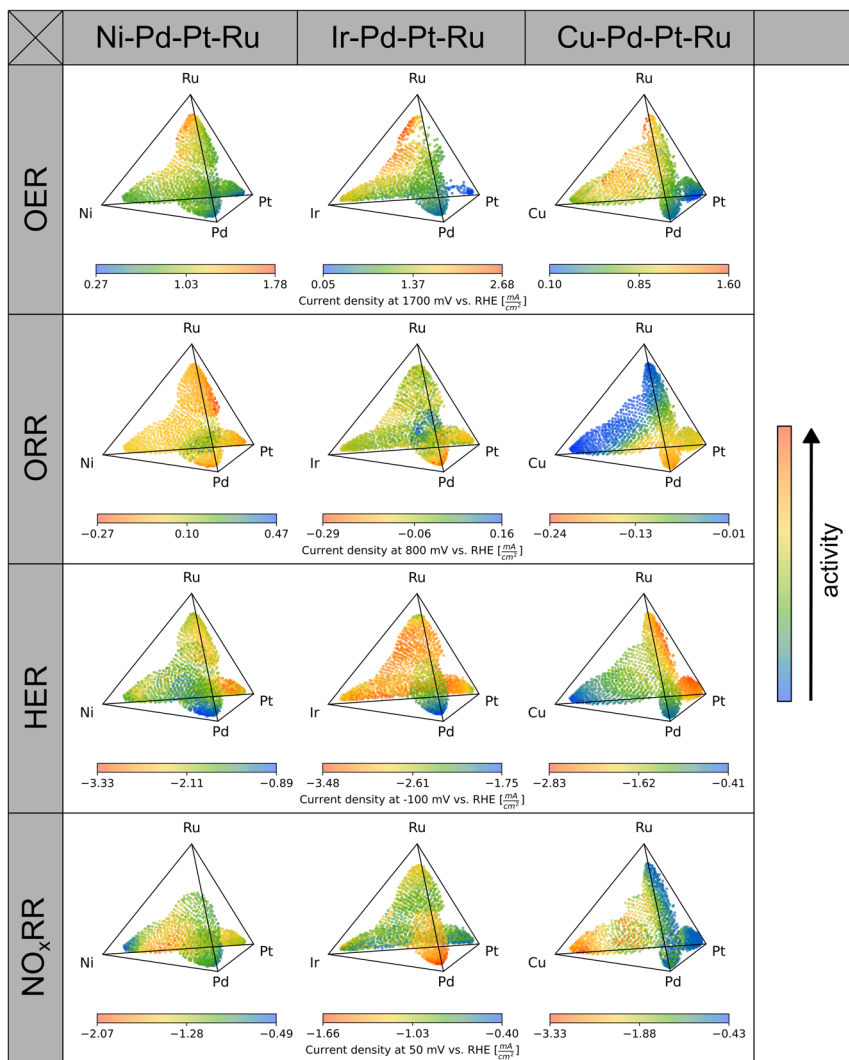 Ni-Pd-Pt-Ru Ir-Pd-Pt-Ru Cu-Pd-Pt-Ru
OER
Ru Ru Ru
Ni Pt Ir Pt Cu Pt
Pd Pd Pd
0.27 1.03 1.78 0.05 1.37 2.68 0.10 0.85 1.60
Current density at 1700 mV vs. RHE [mA/cm²]
ORR
Ru Ru Ru
Ni Pt Ir Pt Cu Pt
Pd Pd Pd
−0.27 0.10 0.47 −0.29 −0.06 0.16 −0.24 −0.13 −0.01
Current density at 800 mV vs. RHE [mA/cm²]
activity
HER
Ru Ru Ru
Ni Pt Ir Pt Cu Pt
Pd Pd Pd
−3.33 −2.11 −0.89 −3.48 −2.61 −1.75 −2.83 −1.62 −0.41
Current density at -100 mV vs. RHE [mA/cm²]
NOxRR
Ru Ru Ru
Ni Pt Ir Pt Cu Pt
Pd Pd Pd
−2.07 −1.28 −0.49 −1.66 −1.03 −0.40 −3.33 −1.88 −0.43
Current density at 50 mV vs. RHE [mA/cm²]